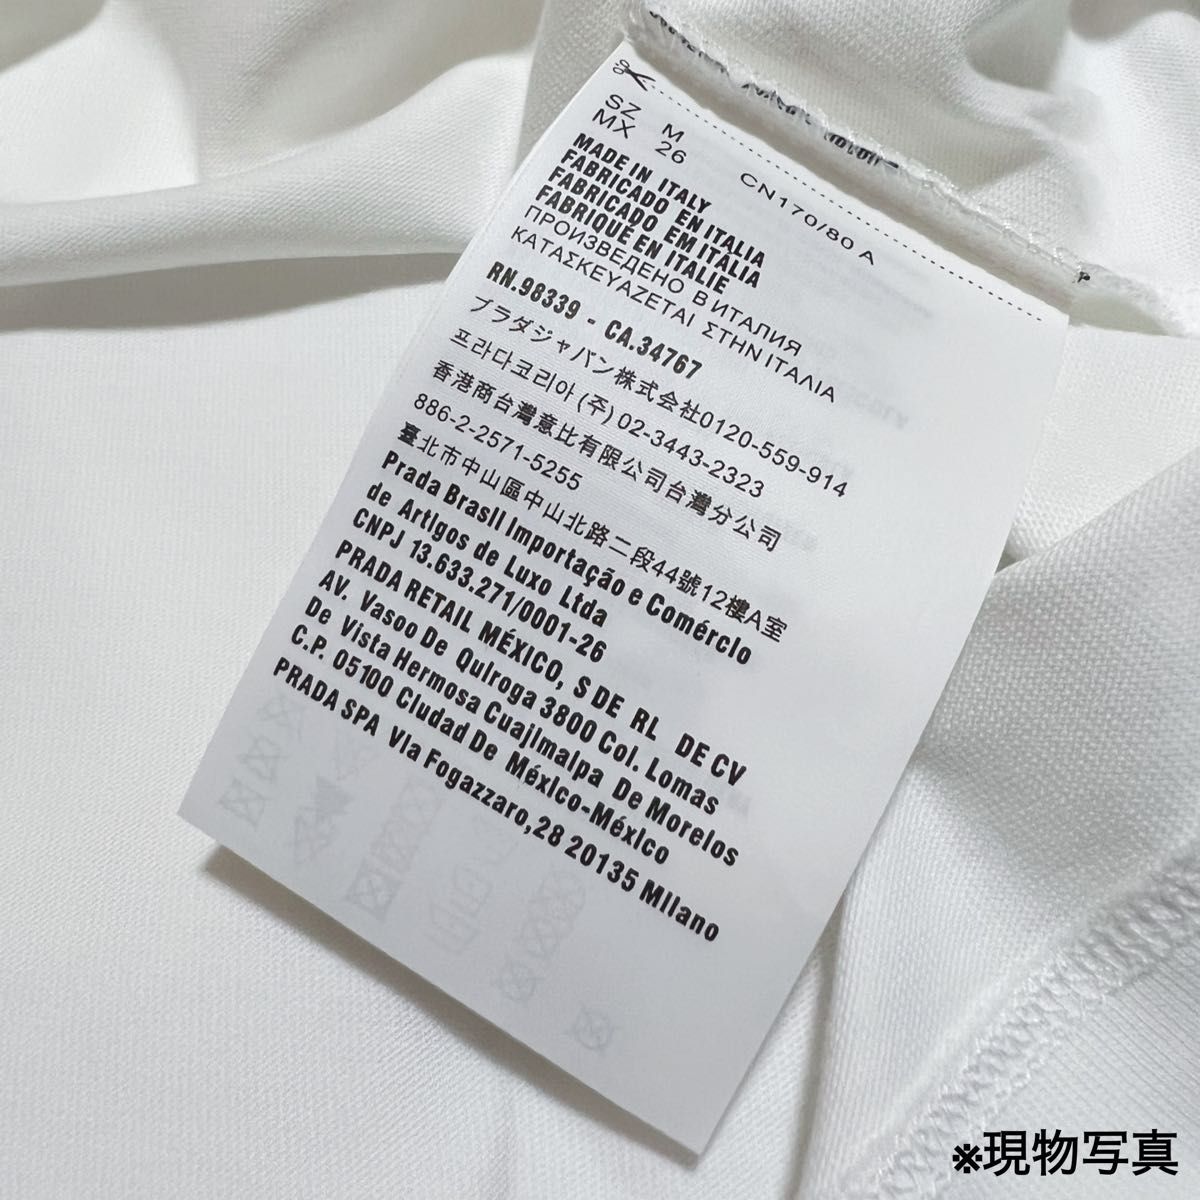 SZ M CN170/80 A
MX 26
MADE IN ITALY
FABRICADO EN ITALIA
FABRICADO EM ITALIA
FABRIQUÉ EN ITALIE
ПРОИЗВЕДЕНО В ИТАЛИЯ
ΚΑΤΑΣΚΕΥΑΖΕΤΑΙ ΣΤΗΝ ΙΤΑΛΙΑ
RN.98339 - CA.34767
プラダジャパン株式会社0120-559-914
프라다코리아 (주) 02-3443-2323
香港商台灣意比有限公司台灣分公司
886-2-2571-5255
臺北市中山區中山北路二段44號12樓A室
Prada Brasil Importação e Comércio
de Artigos de Luxo Ltda
CNPJ 13.633.271/0001-26
PRADA RETAIL MÉXICO, S DE RL DE CV
AV. Vasoo De Quiroga 3800 Col. Lomas
De Vista Hermosa Cuajimalpa De Morelos
C.P. 05100 Ciudad De México-México
PRADA SPA Via Fogazzaro,28 20135 Milano
※現物写真